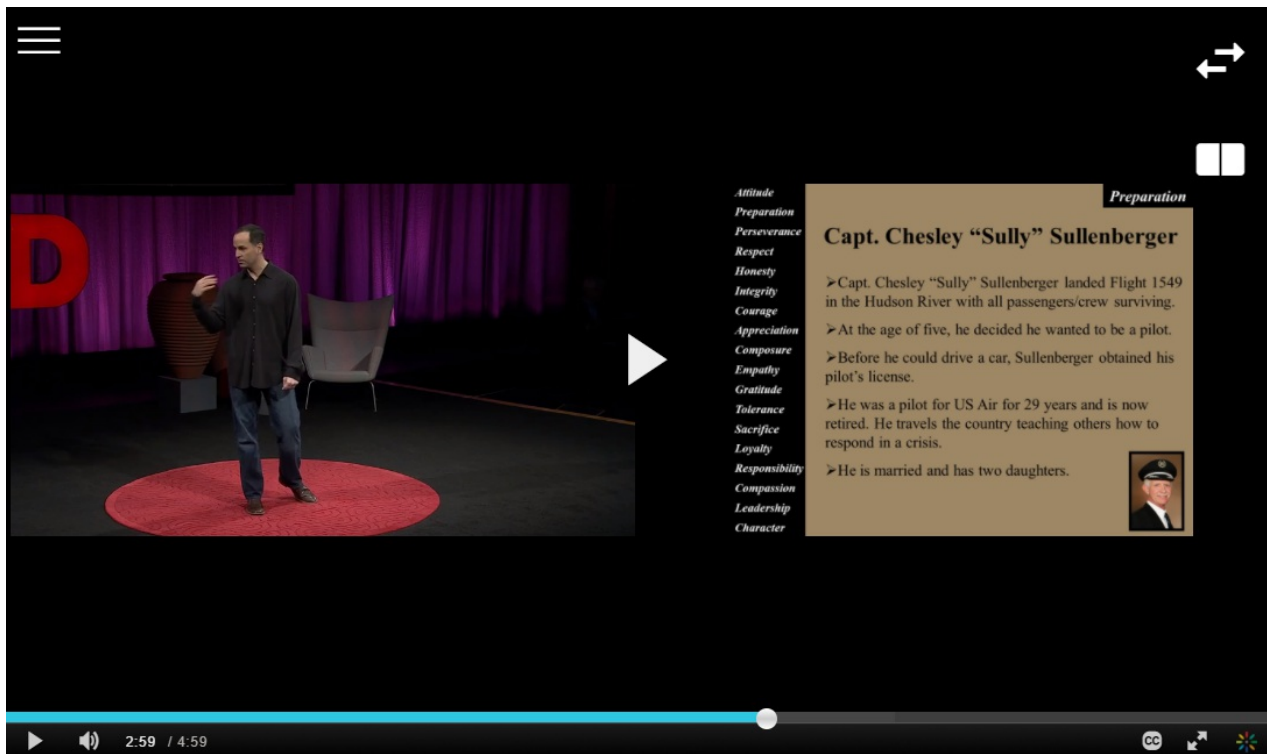 D
Attitude
Preparation
Perseverance
Respect
Honesty
Integrity
Courage
Appreciation
Composure
Empathy
Gratitude
Tolerance
Sacrifice
Loyalty
Responsibility
Compassion
Leadership
Character
Preparation
Capt. Chesley “Sully” Sullenberger
➢Capt. Chesley “Sully” Sullenberger landed Flight 1549
in the Hudson River with all passengers/crew surviving.
➢At the age of five, he decided he wanted to be a pilot.
➢Before he could drive a car, Sullenberger obtained his
pilot’s license.
➢He was a pilot for US Air for 29 years and is now
retired. He travels the country teaching others how to
respond in a crisis.
➢He is married and has two daughters.
2:59 / 4:59
CC